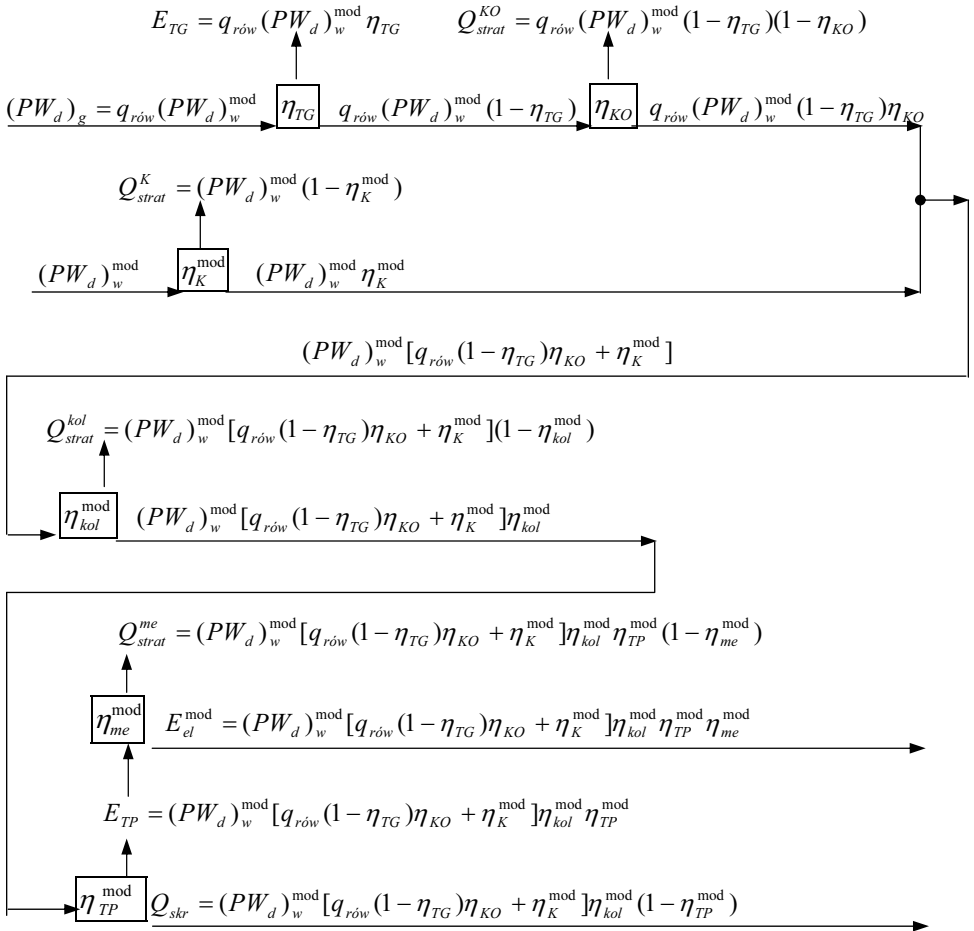 E_{TG} = q_{rów}(PW_d)_w^{mod} η_{TG}    Q_{strat}^{KO} = q_{rów}(PW_d)_w^{mod}(1 − η_{TG})(1 − η_{KO})
(PW_d)_g = q_{rów}(PW_d)_w^{mod}    η_{TG}    q_{rów}(PW_d)_w^{mod}(1 − η_{TG})    η_{KO}    q_{rów}(PW_d)_w^{mod}(1 − η_{TG})η_{KO}
Q_{strat}^{K} = (PW_d)_w^{mod}(1 − η_K^{mod})
(PW_d)_w^{mod}    η_K^{mod}    (PW_d)_w^{mod} η_K^{mod}
(PW_d)_w^{mod}[q_{rów}(1 − η_{TG})η_{KO} + η_K^{mod}]
Q_{strat}^{kol} = (PW_d)_w^{mod}[q_{rów}(1 − η_{TG})η_{KO} + η_K^{mod}](1 − η_{kol}^{mod})
η_{kol}^{mod}    (PW_d)_w^{mod}[q_{rów}(1 − η_{TG})η_{KO} + η_K^{mod}]η_{kol}^{mod}
Q_{strat}^{me} = (PW_d)_w^{mod}[q_{rów}(1 − η_{TG})η_{KO} + η_K^{mod}]η_{kol}^{mod} η_{TP}^{mod}(1 − η_{me}^{mod})
η_{me}^{mod}    E_{el}^{mod} = (PW_d)_w^{mod}[q_{rów}(1 − η_{TG})η_{KO} + η_K^{mod}]η_{kol}^{mod} η_{TP}^{mod} η_{me}^{mod}
E_{TP} = (PW_d)_w^{mod}[q_{rów}(1 − η_{TG})η_{KO} + η_K^{mod}]η_{kol}^{mod} η_{TP}^{mod}
η_{TP}^{mod}    Q_{skr} = (PW_d)_w^{mod}[q_{rów}(1 − η_{TG})η_{KO} + η_K^{mod}]η_{kol}^{mod}(1 − η_{TP}^{mod})